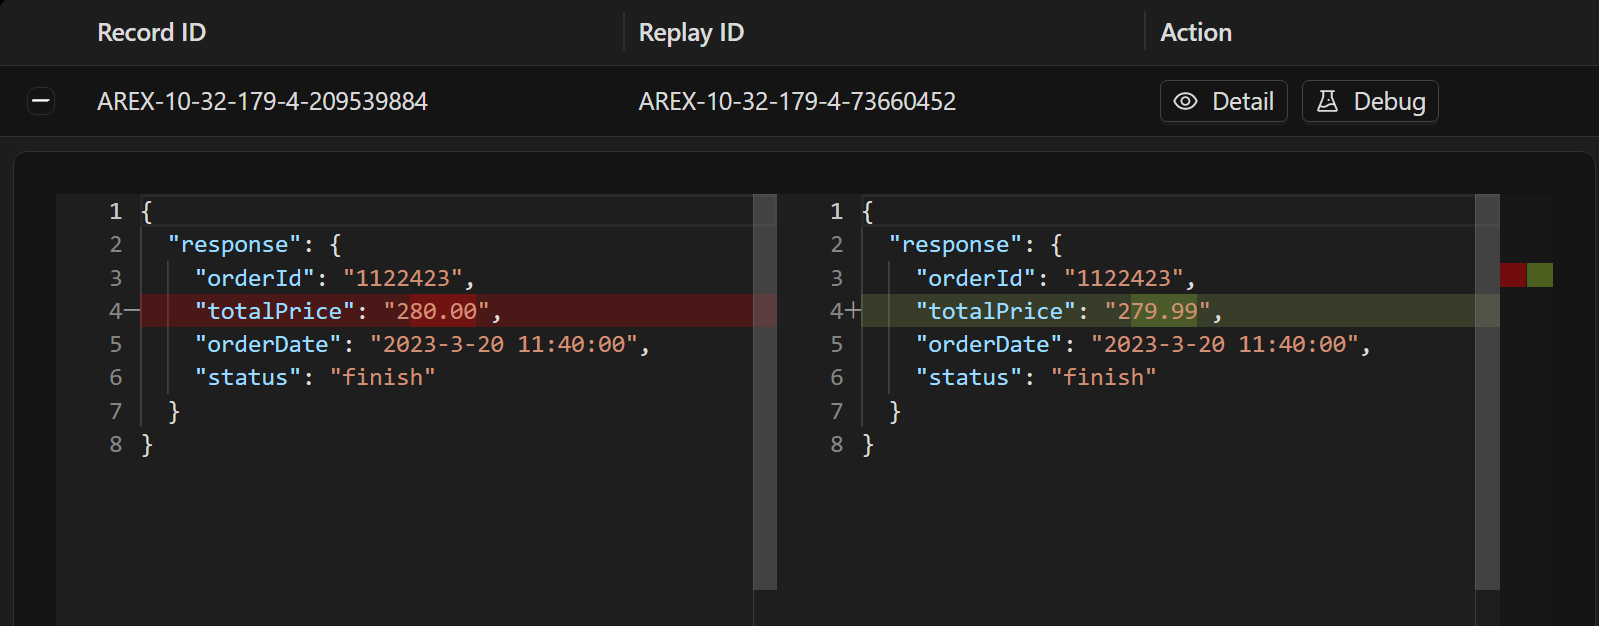 Record ID Replay ID Action
AREX-10-32-179-4-209539884 AREX-10-32-179-4-73660452 Detail Debug
1 {
2 "response": {
3 "orderId": "1122423",
4— "totalPrice": "280.00",
5 "orderDate": "2023-3-20 11:40:00",
6 "status": "finish"
7 }
8 }
1 {
2 "response": {
3 "orderId": "1122423",
4+ "totalPrice": "279.99",
5 "orderDate": "2023-3-20 11:40:00",
6 "status": "finish"
7 }
8 }